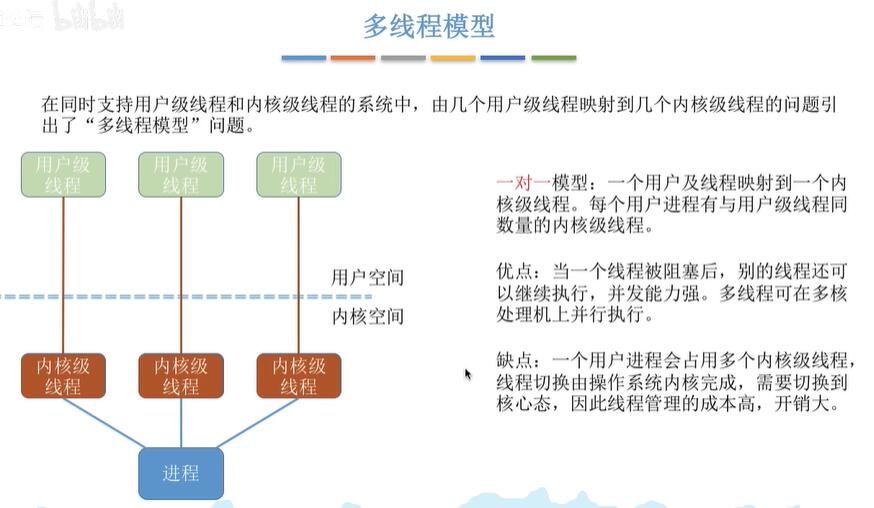 bilibili
多线程模型
在同时支持用户级线程和内核级线程的系统中，由几个用户级线程映射到几个内核级线程的问题引
出了“多线程模型”问题。
用户级
线程
用户级
线程
用户级
线程
用户空间
内核空间
内核级
线程
内核级
线程
内核级
线程
进程
一对一模型：一个用户及线程映射到一个内
核级线程。每个用户进程有与用户级线程同
数量的内核级线程。
优点：当一个线程被阻塞后，别的线程还可
以继续执行，并发能力强。多线程可在多核
处理机上并行执行。
缺点：一个用户进程会占用多个内核级线程，
线程切换由操作系统内核完成，需要切换到
核心态，因此线程管理的成本高，开销大。